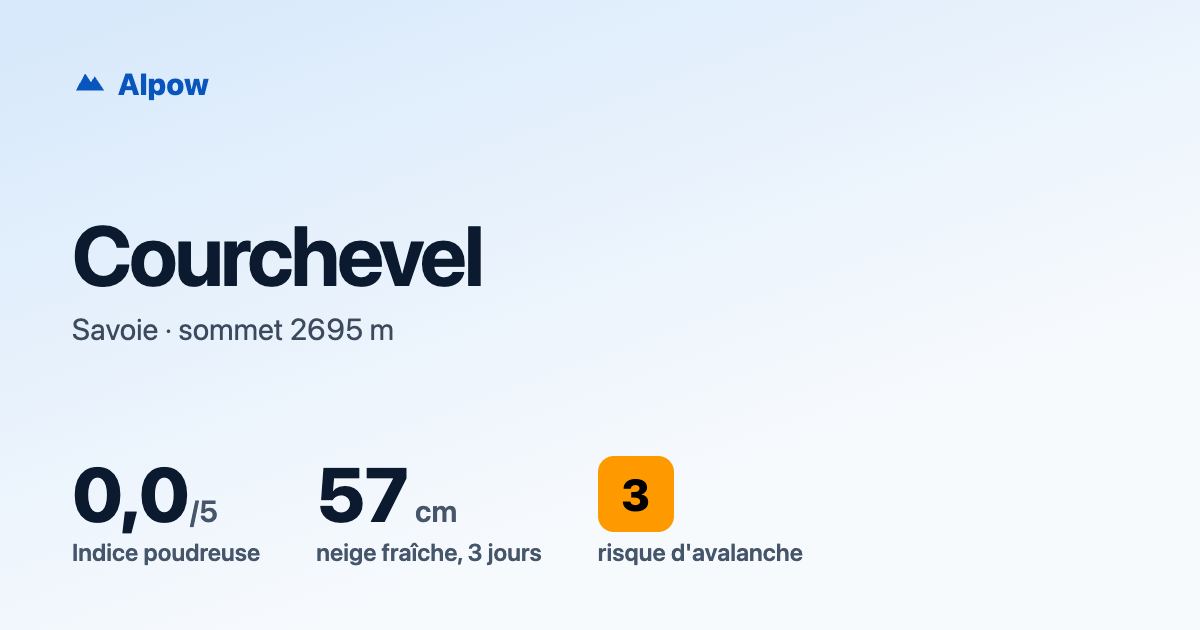 Alpow
Courchevel
Savoie · sommet 2695 m
0,0/5
Indice poudreuse
57 cm
neige fraîche, 3 jours
3
risque d'avalanche